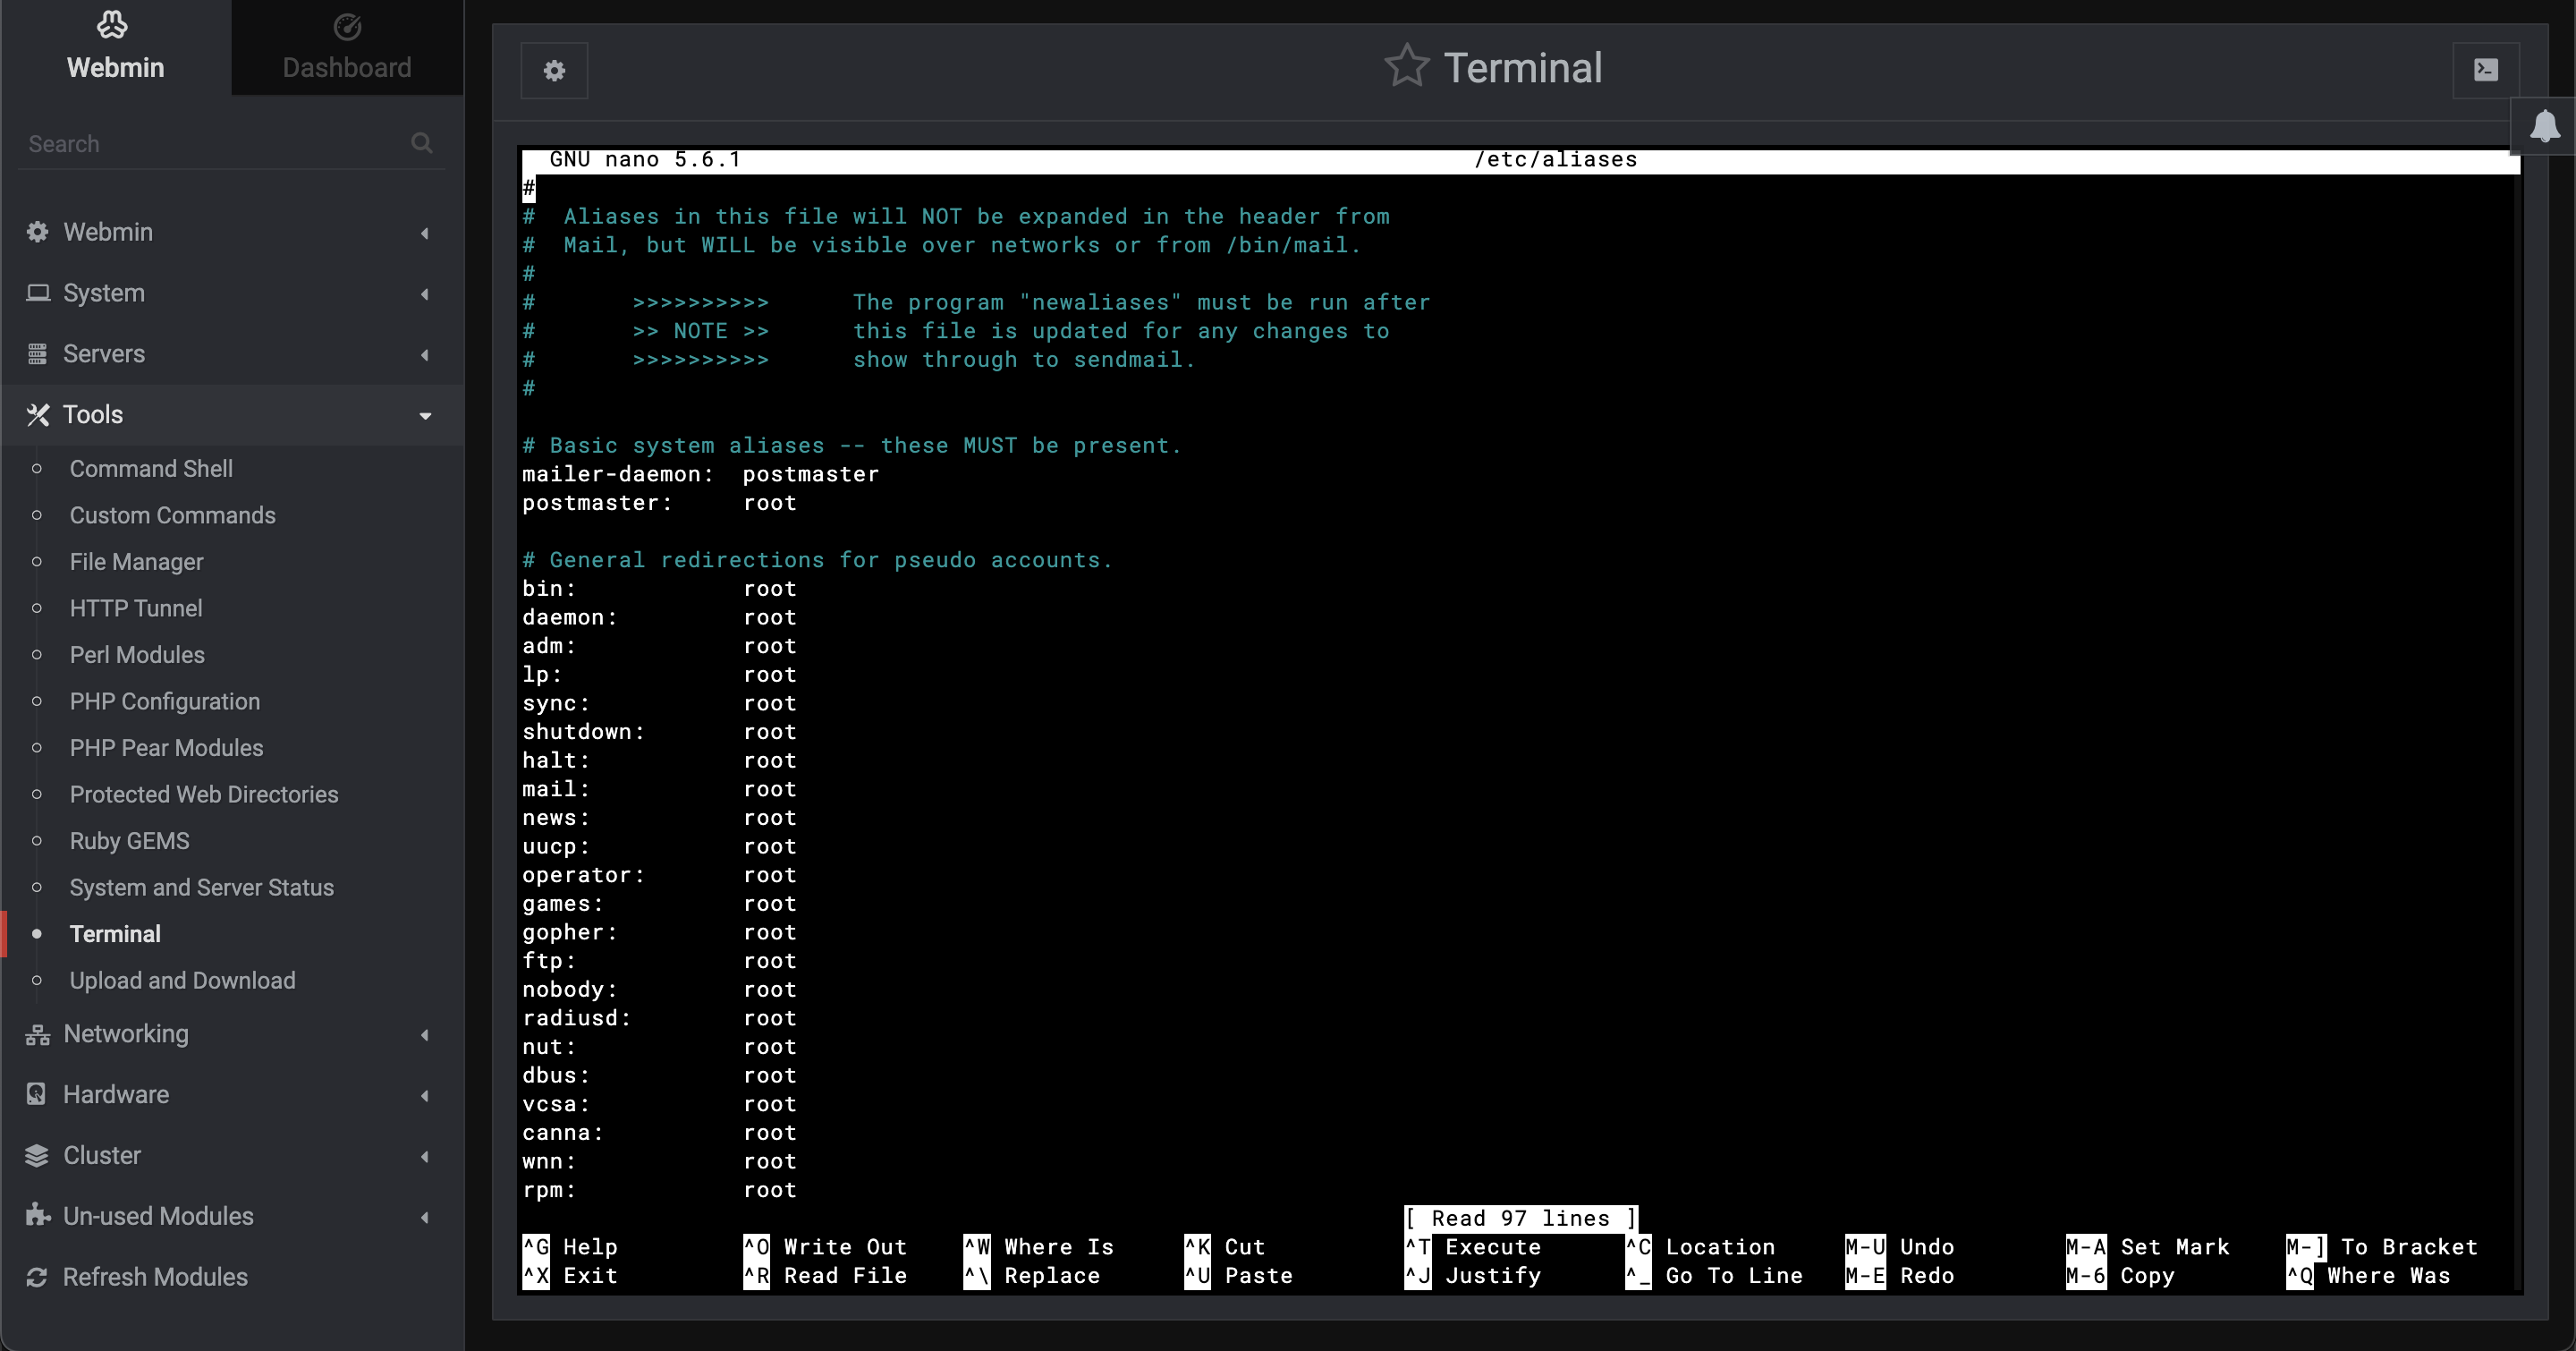 Webmin
Dashboard
Search
Webmin
System
Servers
Tools
Command Shell
Custom Commands
File Manager
HTTP Tunnel
Perl Modules
PHP Configuration
PHP Pear Modules
Protected Web Directories
Ruby GEMS
System and Server Status
Terminal
Upload and Download
Networking
Hardware
Cluster
Un-used Modules
Refresh Modules
Terminal
GNU nano 5.6.1 /etc/aliases
#
#  Aliases in this file will NOT be expanded in the header from
#  Mail, but WILL be visible over networks or from /bin/mail.
#
#       >>>>>>>>>>      The program "newaliases" must be run after
#       >> NOTE >>      this file is updated for any changes to
#       >>>>>>>>>>      show through to sendmail.
#
# Basic system aliases -- these MUST be present.
mailer-daemon:  postmaster
postmaster:     root
# General redirections for pseudo accounts.
bin:            root
daemon:         root
adm:            root
lp:             root
sync:           root
shutdown:       root
halt:           root
mail:           root
news:           root
uucp:           root
operator:       root
games:          root
gopher:         root
ftp:            root
nobody:         root
radiusd:        root
nut:            root
dbus:           root
vcsa:           root
canna:          root
wnn:            root
rpm:            root
[ Read 97 lines ]
^G Help ^O Write Out ^W Where Is ^K Cut ^T Execute ^C Location M-U Undo M-A Set Mark M-] To Bracket
^X Exit ^R Read File ^\ Replace ^U Paste ^J Justify ^_ Go To Line M-E Redo M-6 Copy ^Q Where Was